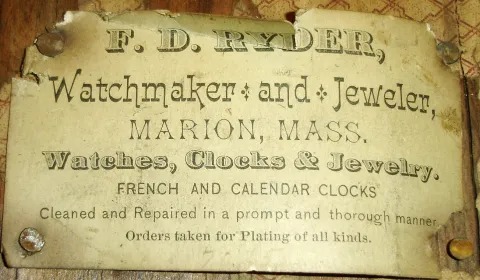 F. D. RYDER,
Watchmaker and Jeweler,
MARION, MASS.
Watches, Clocks & Jewelry.
FRENCH AND CALENDAR CLOCKS
Cleaned and Repaired in a prompt and thorough manner.
Orders taken for Plating of all kinds.